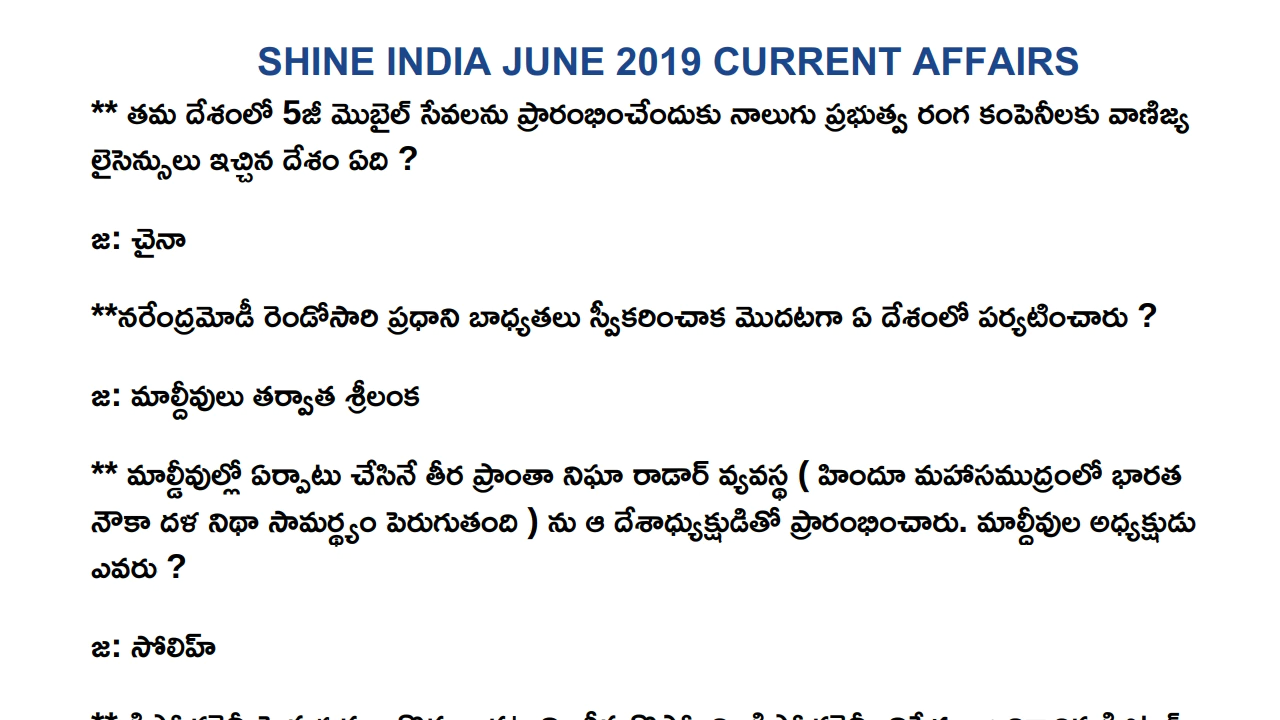 SHINE INDIA JUNE 2019 CURRENT AFFAIRS
** తమ దేశంలో 5జీ మొబైల్ సేవలను ప్రారంభించేందుకు నాలుగు ప్రభుత్వ రంగ కంపెనీలకు వాణిజ్య
లైసెన్సులు ఇచ్చిన దేశం ఏది ?
జ: చైనా
**నరేంద్రమోడీ రెండోసారి ప్రధాని బాధ్యతలు స్వీకరించాక మొదటగా ఏ దేశంలో పర్యటించారు ?
జ: మాల్దీవులు తర్వాత శ్రీలంక
** మాల్డీవుల్లో ఏర్పాటు చేసినే తీర ప్రాంతా నిఘా రాడార్ వ్యవస్థ ( హిందూ మహాసముద్రంలో భారత
నౌకా దళ నిథా సామర్థ్యం పెరుగుతంది ) ను ఆ దేశాధ్యుక్షుడితో ప్రారంభించారు. మాల్దీవుల అధ్యక్షుడు
ఎవరు ?
జ: సోలిహ్